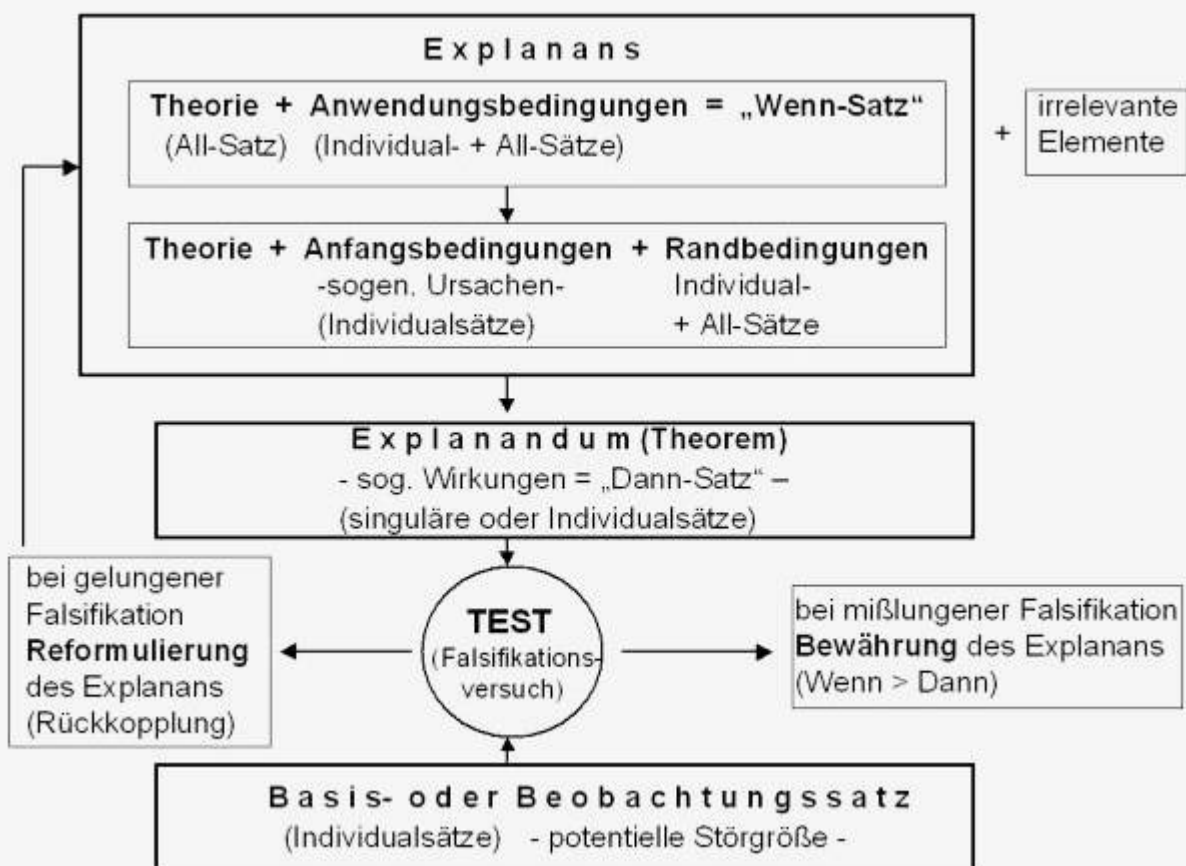 Explanans
Theorie + Anwendungsbedingungen = „Wenn-Satz“
(All-Satz) (Individual- + All-Sätze)
+
irrelevante
Elemente
Theorie + Anfangsbedingungen + Randbedingungen
-sogen. Ursachen- Individual-
(Individualsätze) + All-Sätze
Explanandum (Theorem)
- sog. Wirkungen = „Dann-Satz“ –
(singuläre oder Individualsätze)
bei gelungener
Falsifikation
Reformulierung
des Explanans
(Rückkopplung)
TEST
(Falsifikations-
versuch)
bei mißlungener Falsifikation
Bewährung des Explanans
(Wenn > Dann)
Basis- oder Beobachtungssatz
(Individualsätze) - potentielle Störgröße -